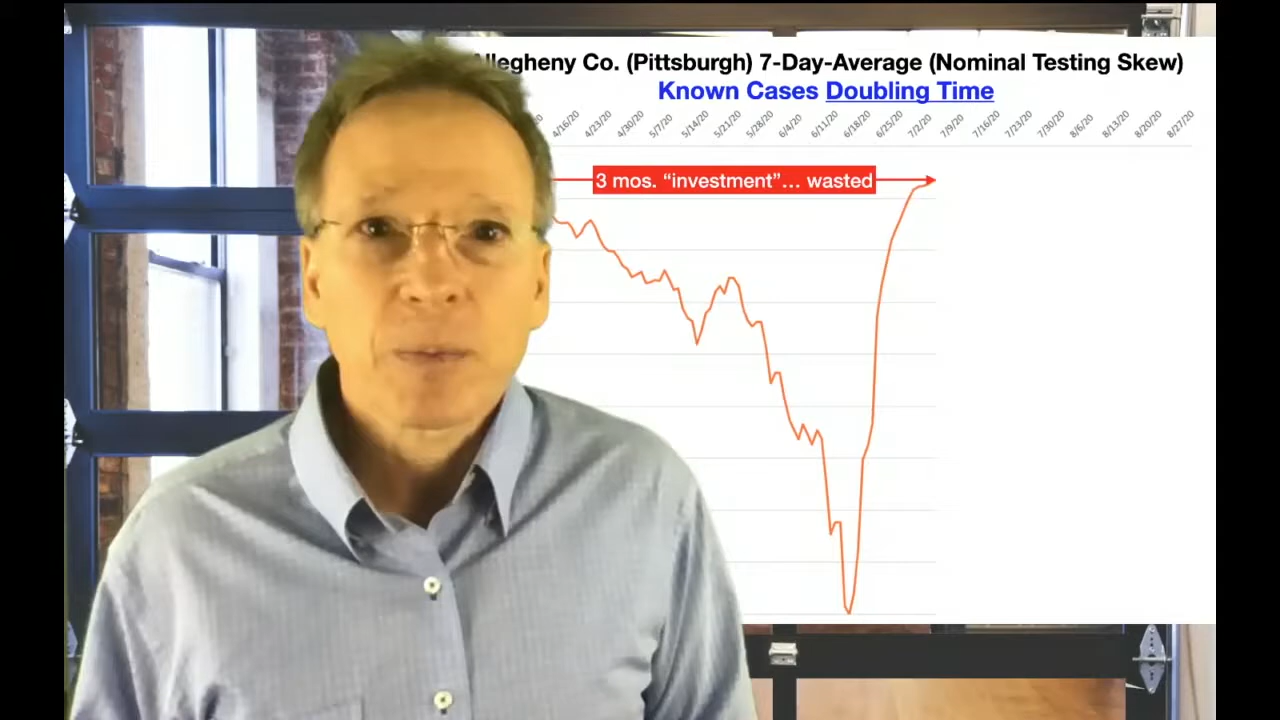 Allegheny Co. (Pittsburgh) 7-Day-Average (Nominal Testing Skew)
Known Cases Doubling Time
4/16/20 4/23/20 4/30/20 5/7/20 5/14/20 5/21/20 5/28/20 6/4/20 6/11/20 6/18/20 6/25/20 7/2/20 7/9/20 7/16/20 7/23/20 7/30/20 8/6/20 8/13/20 8/20/20 8/27/20
3 mos. “investment”... wasted